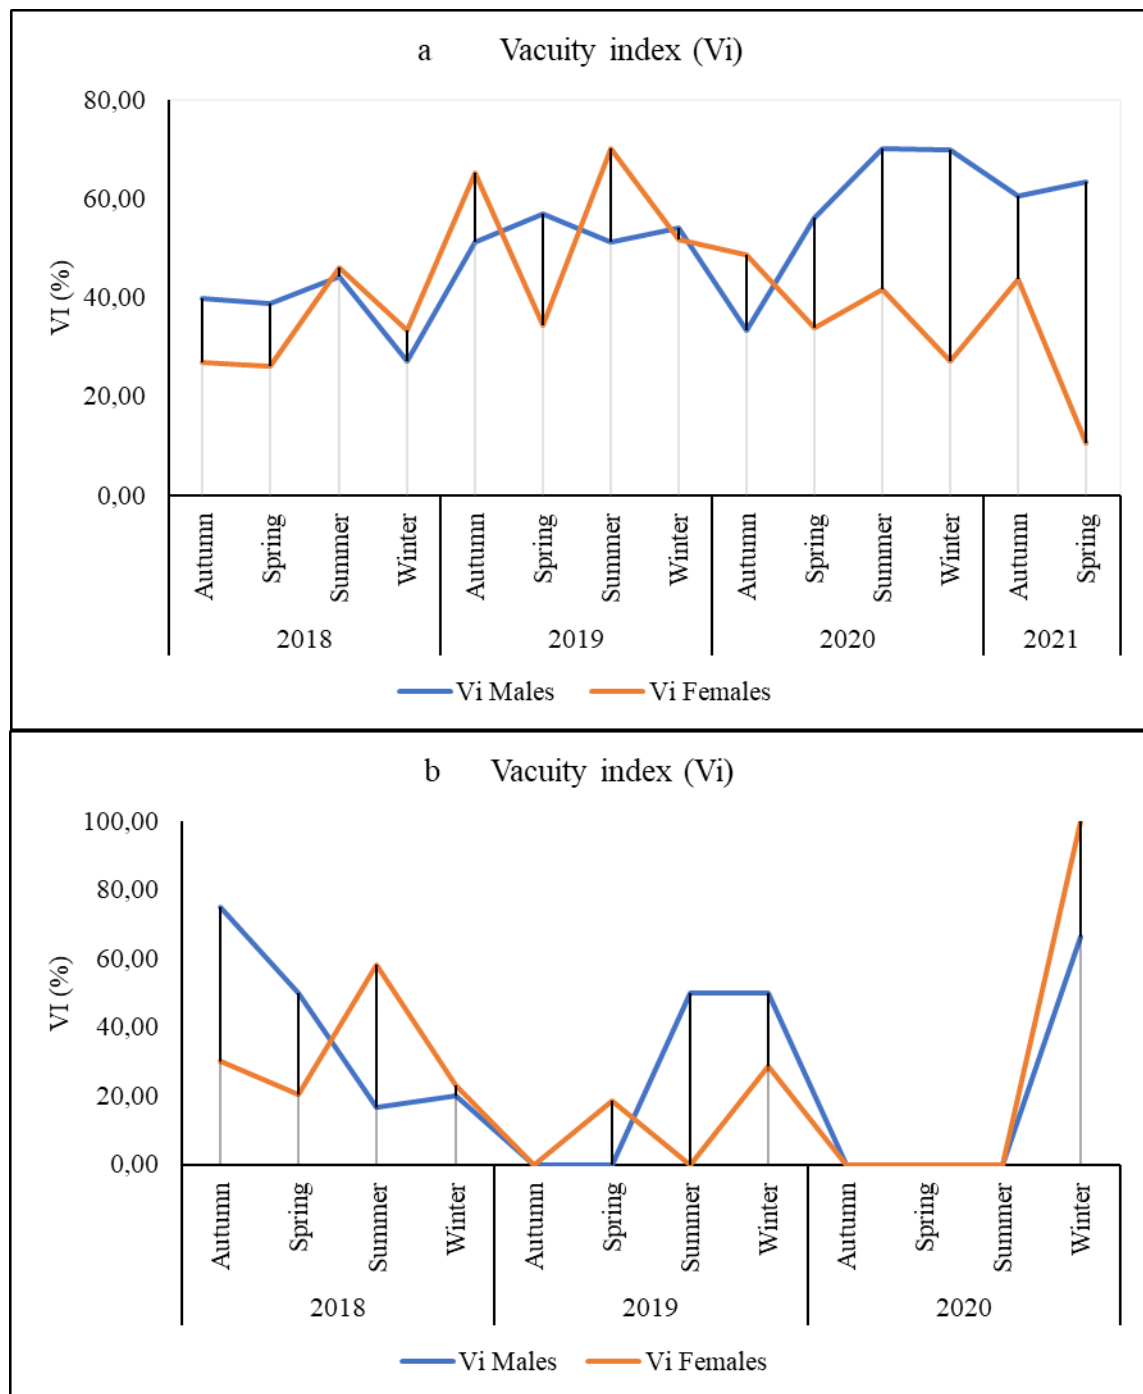 a Vacuity index (Vi)
80,00
60,00
40,00
20,00
0,00
VI (%)
Autumn Spring Summer Winter Autumn Spring Summer Winter Autumn Spring Summer Winter Autumn Spring
2018 2019 2020 2021
Vi Males Vi Females
b Vacuity index (Vi)
100,00
80,00
60,00
40,00
20,00
0,00
VI (%)
Autumn Spring Summer Winter Autumn Spring Summer Winter Autumn Spring Summer Winter
2018 2019 2020
Vi Males Vi Females